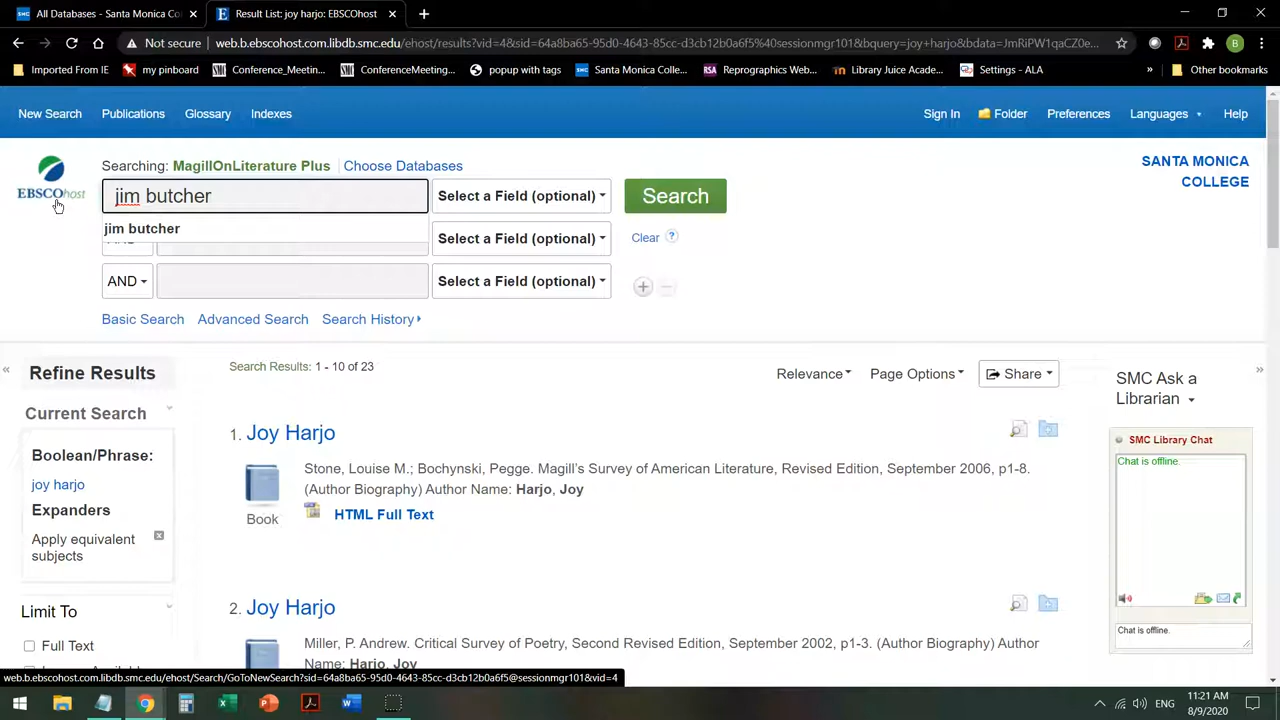 All Databases - Santa Monica Co
Result List: joy harjo: EBSCOhost
Not secure
web.b.ebscohost.com.libdb.smc.edu/ehost/results?vid=4&sid=64a8ba65-95d0-4643-85cc-d3cb12b0a6f5%40sessionmgr101&bquery=joy+harjo&bdata=JmRiPW1qaCZ0e...
B
Imported From IE
my pinboard
Conference_Meeting...
ConferenceMeeting...
popup with tags
Santa Monica Colle...
Reprographics Web...
Library Juice Acade...
Settings - ALA
»
Other bookmarks
New Search
Publications
Glossary
Indexes
Sign In
Folder
Preferences
Languages
Help
EBSCOhost
Searching: MagillOnLiterature Plus
Choose Databases
SANTA MONICA
COLLEGE
jim butcher
Select a Field (optional)
Search
jim butcher
Select a Field (optional)
Clear
?
AND
Select a Field (optional)
Basic Search
Advanced Search
Search History
Refine Results
Search Results: 1 - 10 of 23
Relevance
Page Options
Share
SMC Ask a
Librarian
Current Search
Boolean/Phrase:
joy harjo
Expanders
Apply equivalent
subjects
Limit To
Full Text
1. Joy Harjo
Stone, Louise M.; Bochynski, Pegge. Magill's Survey of American Literature, Revised Edition, September 2006, p1-8.
(Author Biography) Author Name: Harjo, Joy
Book
HTML Full Text
2. Joy Harjo
Miller, P. Andrew. Critical Survey of Poetry, Second Revised Edition, September 2002, p1-3. (Author Biography) Author
Name: Harjo, Joy
SMC Library Chat
Chat is offline.
Chat is offline.
web.b.ebscohost.com.libdb.smc.edu/ehost/Search/GoToNewSearch?sid=64a8ba65-95d0-4643-85cc-d3cb12b0a6f5@sessionmgr101&vid=4
ENG
11:21 AM
8/9/2020